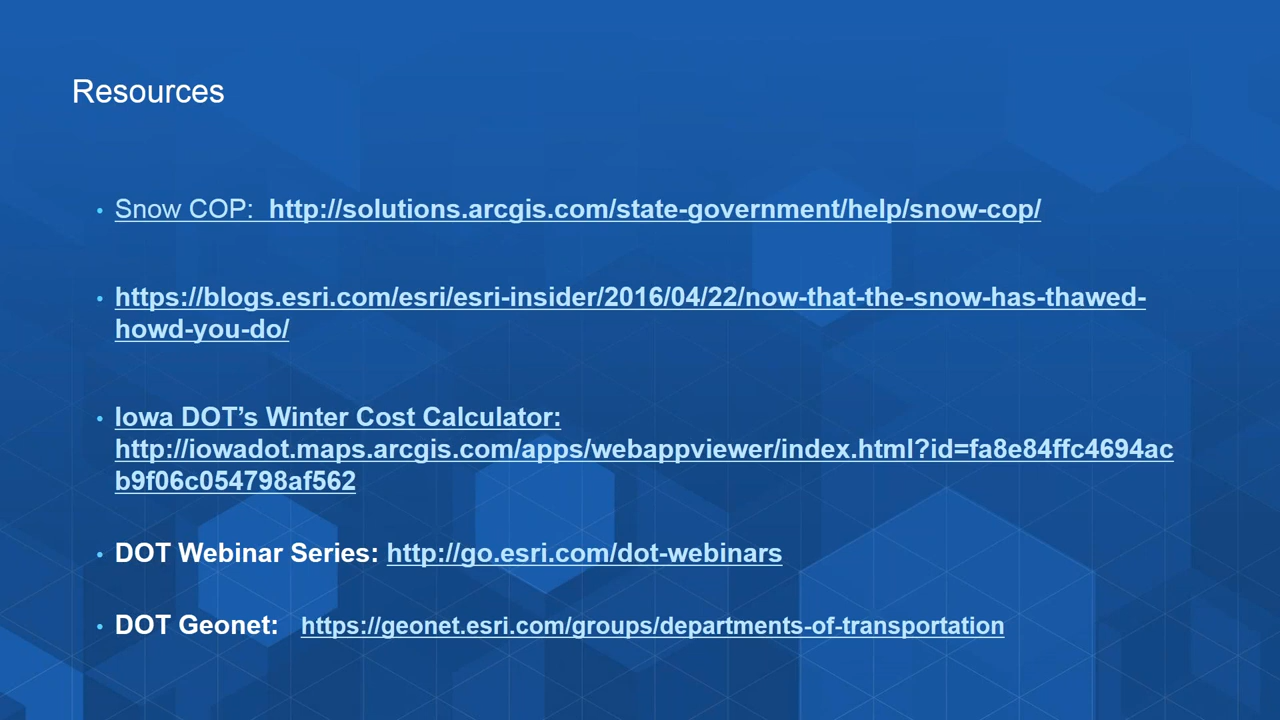 Resources
Snow COP:  http://solutions.arcgis.com/state-government/help/snow-cop/
https://blogs.esri.com/esri/esri-insider/2016/04/22/now-that-the-snow-has-thawed-
howd-you-do/
Iowa DOT’s Winter Cost Calculator:
http://iowadot.maps.arcgis.com/apps/webappviewer/index.html?id=fa8e84ffc4694ac
b9f06c054798af562
DOT Webinar Series: http://go.esri.com/dot-webinars
DOT Geonet:   https://geonet.esri.com/groups/departments-of-transportation